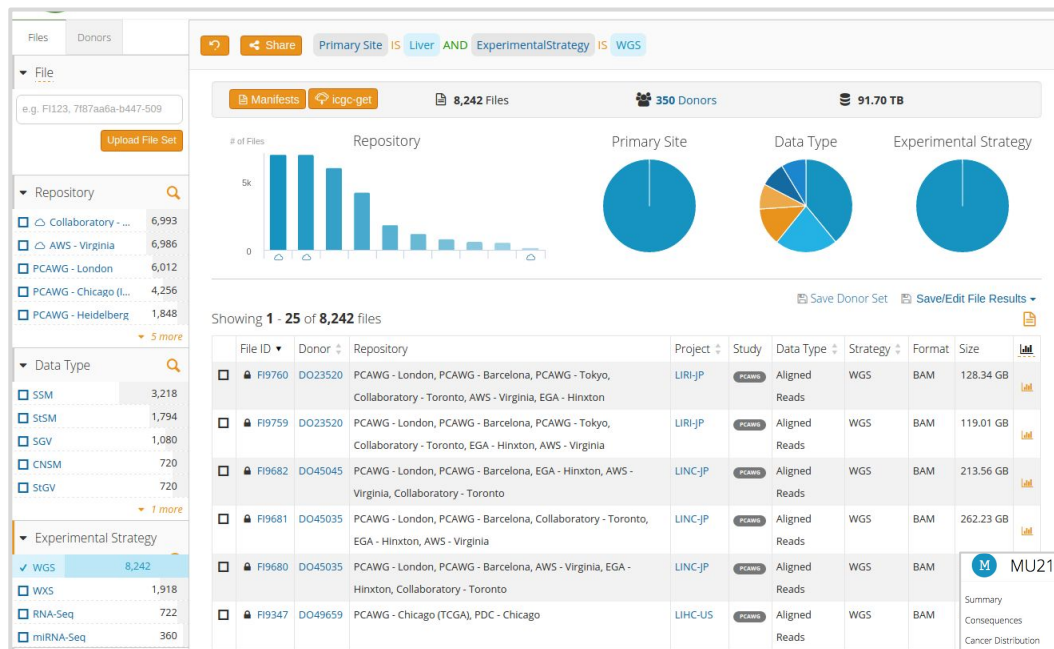 Files Donors
Share Primary Site IS Liver AND ExperimentalStrategy IS WGS
File
e.g. FI123, 7f87aa6a-b447-509
Upload File Set
Manifests icgc-get 8,242 Files 350 Donors 91.70 TB
# of Files Repository Primary Site Data Type Experimental Strategy
5k
0
Repository
Collaboratory - ... 6,993
AWS - Virginia 6,986
PCAWG - London 6,012
PCAWG - Chicago (I... 4,256
PCAWG - Heidelberg 1,848
5 more
Data Type
SSM 3,218
StSM 1,794
SGV 1,080
CNSM 720
StGV 720
1 more
Experimental Strategy
WGS 8,242
WXS 1,918
RNA-Seq 722
miRNA-Seq 360
Save Donor Set Save/Edit File Results
Showing 1 - 25 of 8,242 files
File ID Donor Repository Project Study Data Type Strategy Format Size
FI9760 DO23520 PCAWG - London, PCAWG - Barcelona, PCAWG - Tokyo, LIRI-JP PCAWG Aligned WGS BAM 128.34 GB
Collaboratory - Toronto, AWS - Virginia, EGA - Hinxton Reads
FI9759 DO23520 PCAWG - London, PCAWG - Barcelona, PCAWG - Tokyo, LIRI-JP PCAWG Aligned WGS BAM 119.01 GB
Collaboratory - Toronto, EGA - Hinxton, AWS - Virginia Reads
FI9682 DO45045 PCAWG - London, PCAWG - Barcelona, EGA - Hinxton, AWS - LINC-JP PCAWG Aligned WGS BAM 213.56 GB
Virginia, Collaboratory - Toronto Reads
FI9681 DO45035 PCAWG - London, PCAWG - Barcelona, Collaboratory - Toronto, LINC-JP PCAWG Aligned WGS BAM 262.23 GB
EGA - Hinxton, AWS - Virginia Reads
FI9680 DO45035 PCAWG - London, PCAWG - Barcelona, AWS - Virginia, EGA - LINC-JP PCAWG Aligned WGS BAM
Hinxton, Collaboratory - Toronto Reads
FI9347 DO49659 PCAWG - Chicago (TCGA), PDC - Chicago LIHC-US PCAWG Aligned WGS BAM
Reads
M MU21
Summary
Consequences
Cancer Distribution